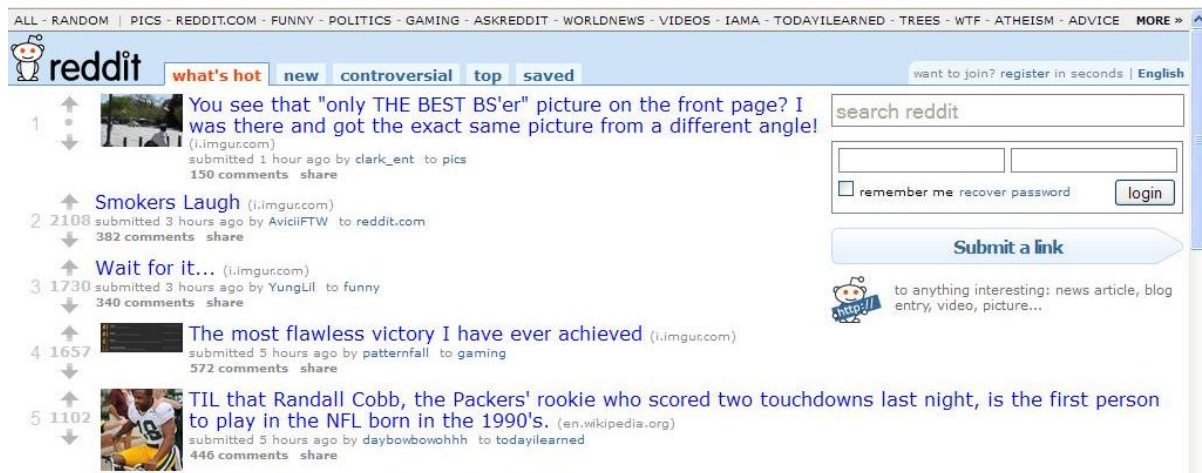 ALL - RANDOM | PICS - REDDIT.COM - FUNNY - POLITICS - GAMING - ASKREDDIT - WORLDNEWS - VIDEOS - IAMA - TODAYILEARNED - TREES - WTF - ATHEISM - ADVICE MORE »
reddit what's hot new controversial top saved
want to join? register in seconds | English
1
You see that "only THE BEST BS'er" picture on the front page? I
was there and got the exact same picture from a different angle!
(i.imgur.com)
submitted 1 hour ago by clark_ent to pics
150 comments share
Smokers Laugh (i.imgur.com)
2 2108 submitted 3 hours ago by AviciiFTW to reddit.com
382 comments share
Wait for it... (i.imgur.com)
3 1730 submitted 3 hours ago by YungLil to funny
340 comments share
The most flawless victory I have ever achieved (i.imgur.com)
4 1657 submitted 5 hours ago by patternfall to gaming
572 comments share
TIL that Randall Cobb, the Packers' rookie who scored two touchdowns last night, is the first person
5 1102 to play in the NFL born in the 1990's. (en.wikipedia.org)
submitted 5 hours ago by daybowbowohhh to todayilearned
446 comments share
search reddit
remember me recover password login
Submit a link
http://
to anything interesting: news article, blog
entry, video, picture...
18